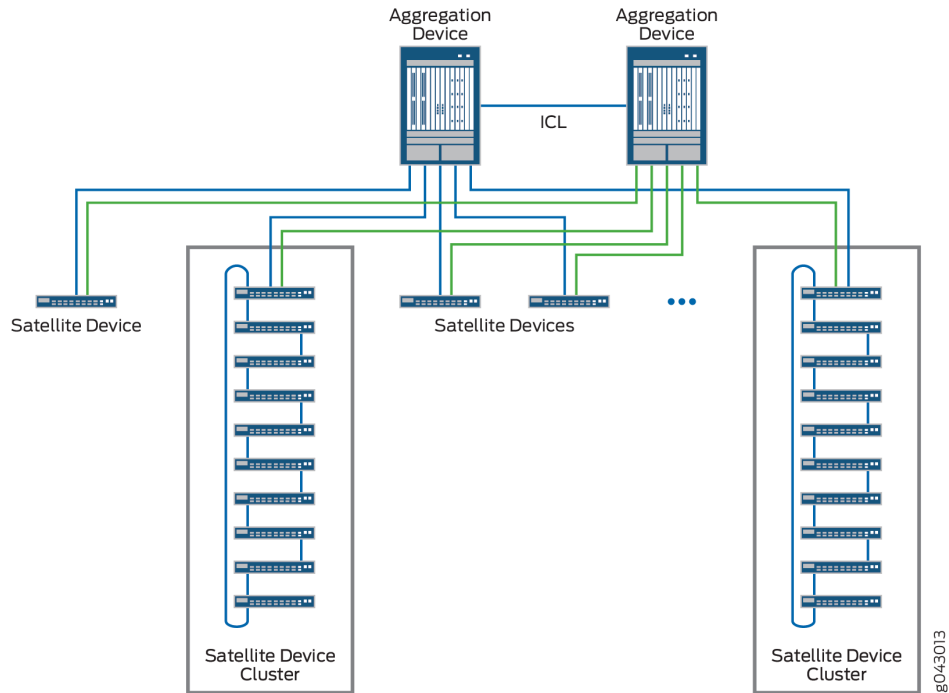 Aggregation
Device
Aggregation
Device
ICL
Satellite Device
Satellite Devices
Satellite Device
Cluster
Satellite Device
Cluster
g043013